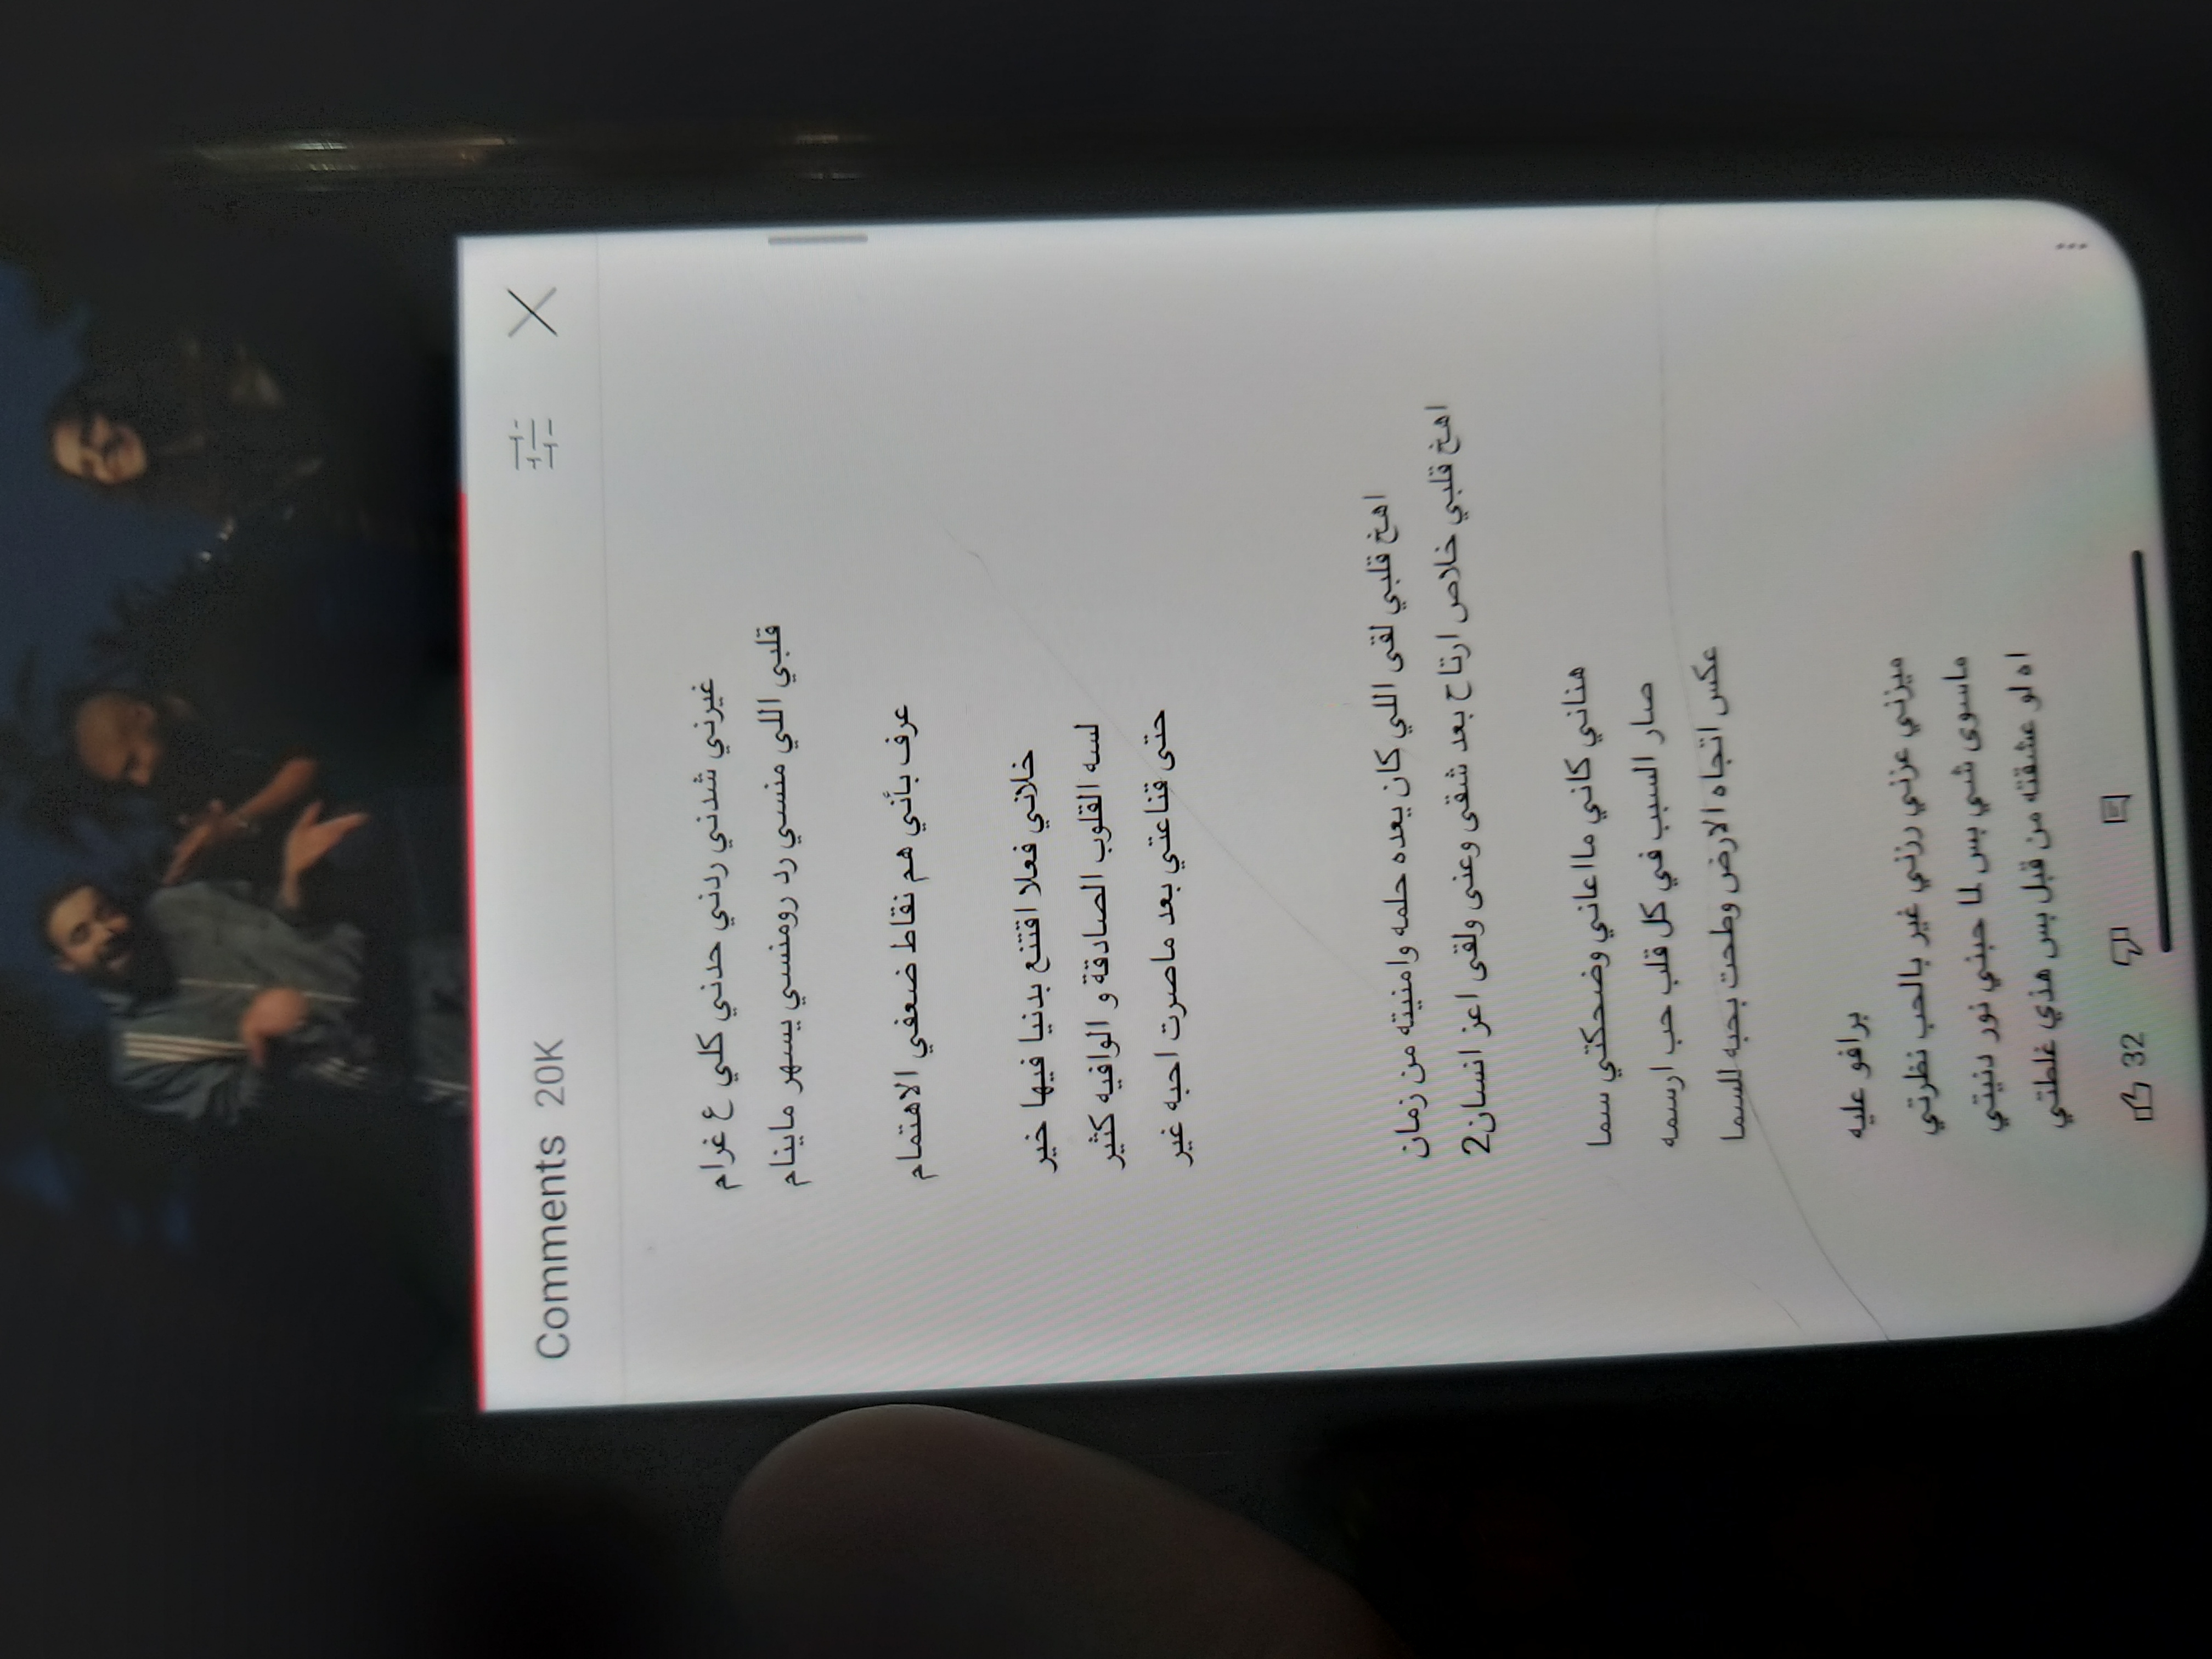 Comments 20K
غيرني شدني ردني حدني كلي ع غرام
قلبي اللي منسي رد رومنسي يسهر ماينام
عرف بأني هم نقاط ضعفي الاهتمام
خلاني فعلا اقتنع بدنيا فيها خير
لسه القلوب الصادقة و الوافيه كثير
حتى قناعتي بعد ماصرت احبه غير
اهخ قلبي لقى اللي كان يعده حلمه وامنيته من زمان
اهخ قلبي خلاص ارتاح بعد شقى وعنى ولقى اعز انسان2
هناني كاني مااعاني وضحكتي سما
صار السبب في كل قلب حب ارسمه
عكس اتجاه الارض وطحت بحبه للسما
برافو عليه
ميزني عزني رزني غير بالحب نظرتي
ماسوى شي بس لما حبني نور دنيتي
اه لو عشقته من قبل بس هذي غلطتي
32